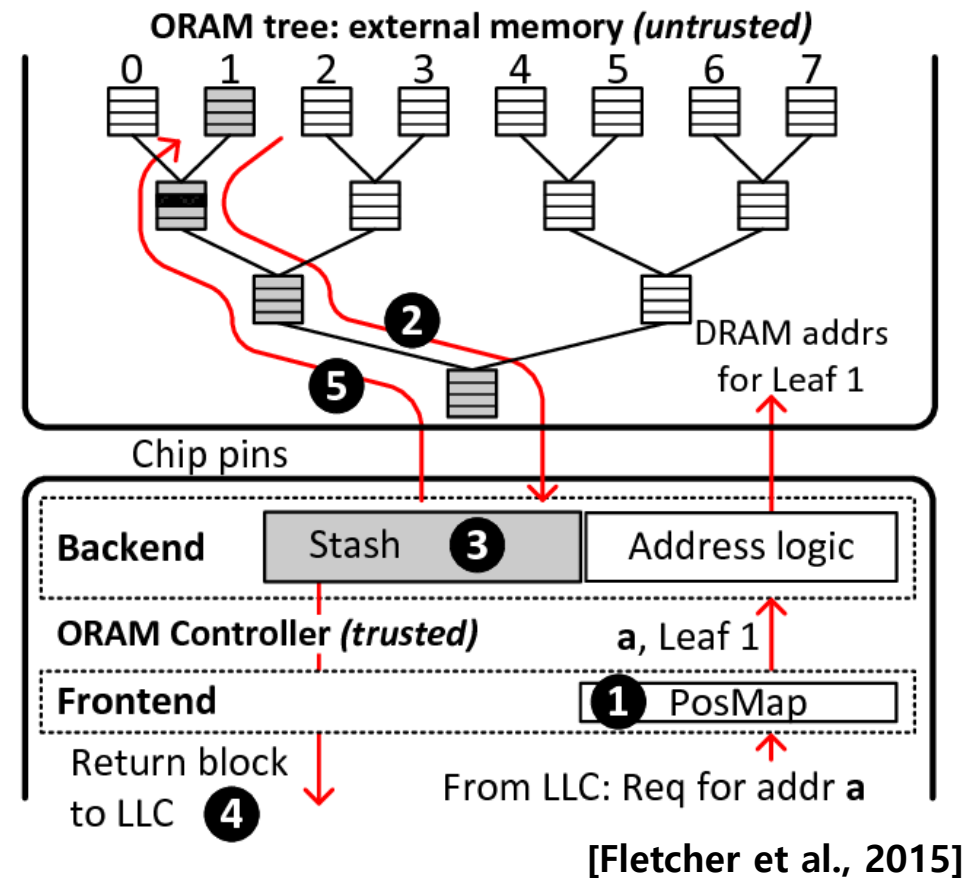 ORAM tree: external memory (untrusted)
0 1 2 3 4 5 6 7
2
DRAM addrs
for Leaf 1
5
Chip pins
Backend
Stash 3
Address logic
ORAM Controller (trusted)
a, Leaf 1
Frontend
1 PosMap
Return block
to LLC 4
From LLC: Req for addr a
[Fletcher et al., 2015]